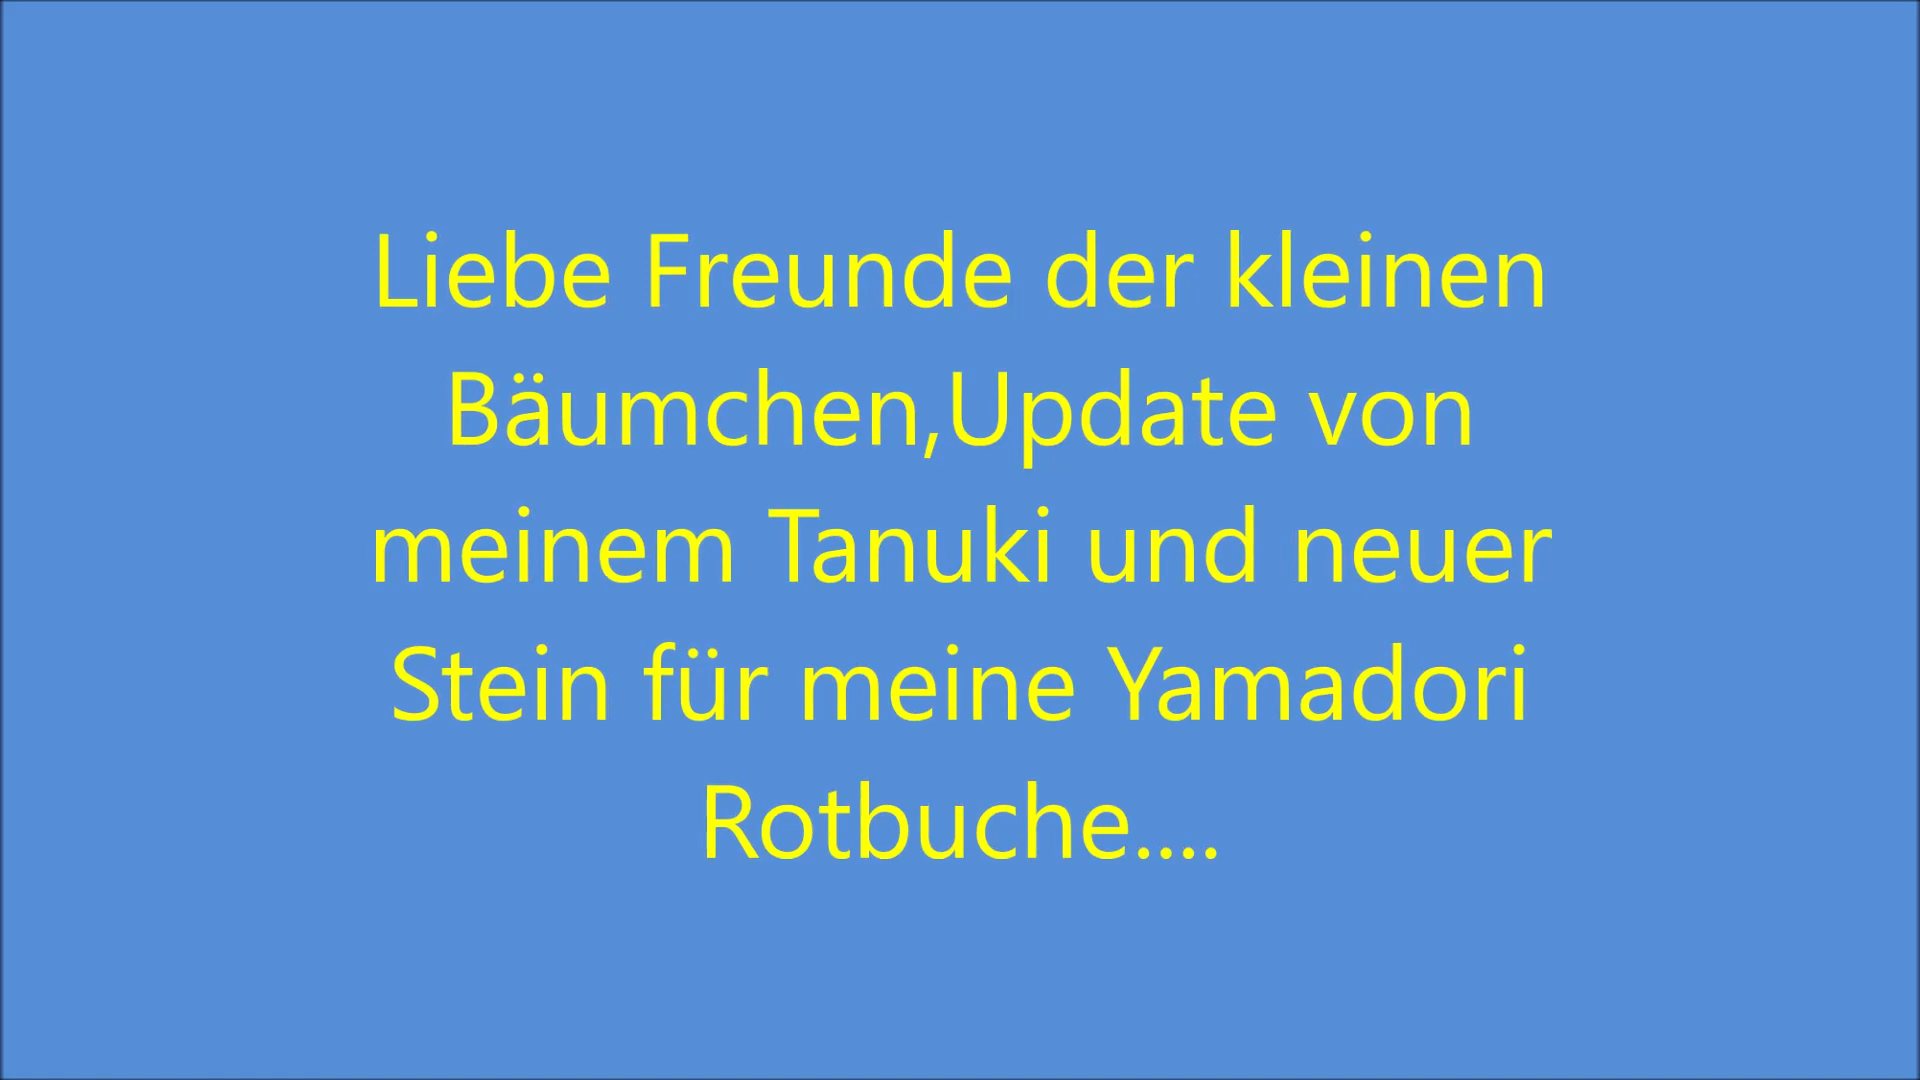 Liebe Freunde der kleinen
Bäumchen,Update von
meinem Tanuki und neuer
Stein für meine Yamadori
Rotbuche....